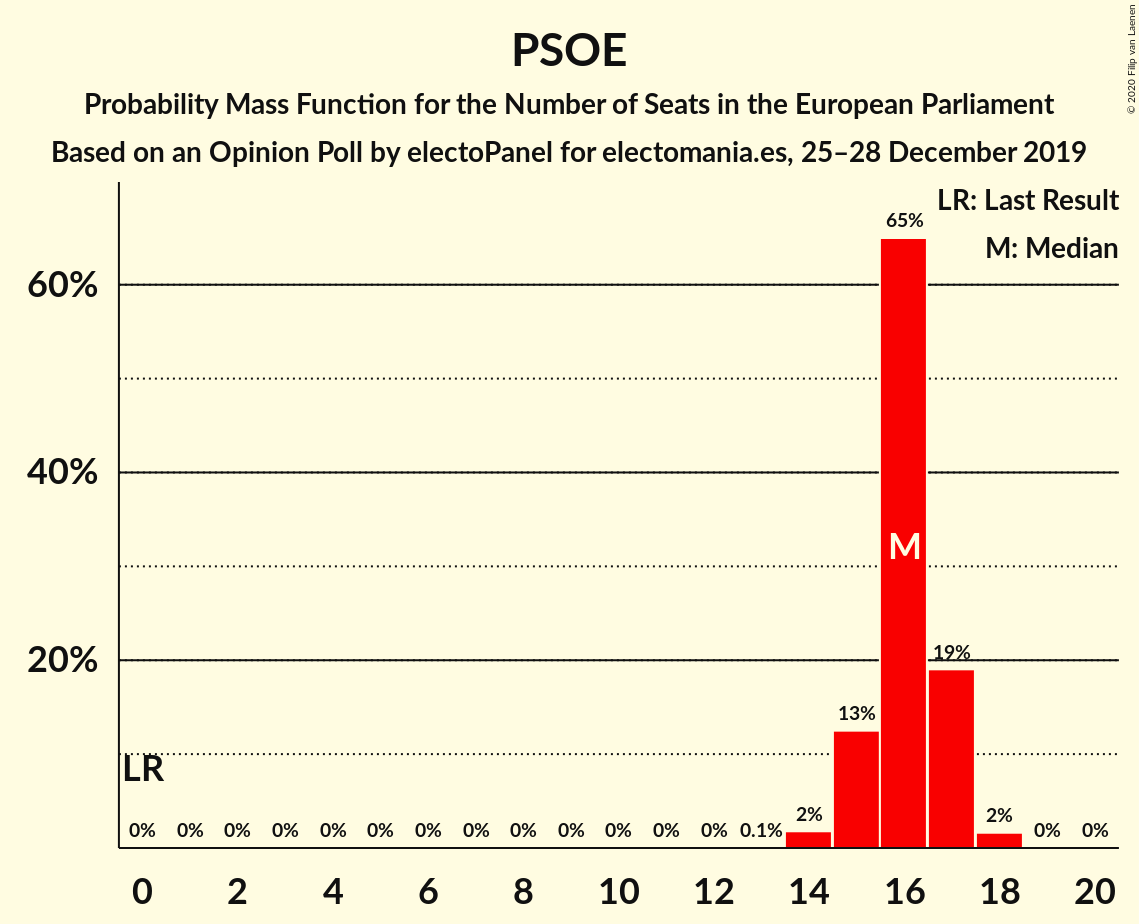 PSOE
Probability Mass Function for the Number of Seats in the European Parliament
Based on an Opinion Poll by electoPanel for electomania.es, 25–28 December 2019
© 2020 Filip van Laenen
LR: Last Result
M: Median
60%
40%
20%
65%
M
19%
13%
LR
0% 0% 0% 0% 0% 0% 0% 0% 0% 0% 0% 0% 0% 0.1% 2% 2% 0% 0%
0 2 4 6 8 10 12 14 16 18 20